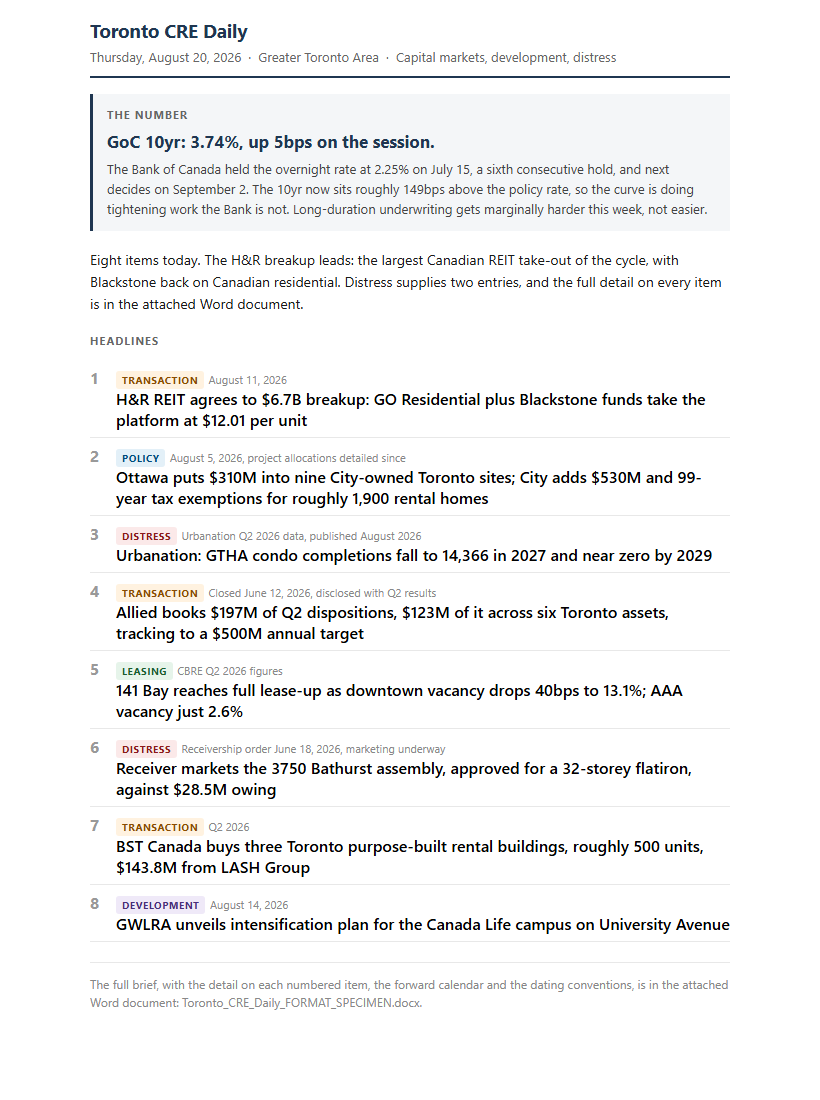 Toronto CRE Daily
Thursday, August 20, 2026 · Greater Toronto Area · Capital markets, development, distress
THE NUMBER
GoC 10yr: 3.74%, up 5bps on the session.
The Bank of Canada held the overnight rate at 2.25% on July 15, a sixth consecutive hold, and next
decides on September 2. The 10yr now sits roughly 149bps above the policy rate, so the curve is doing
tightening work the Bank is not. Long-duration underwriting gets marginally harder this week, not easier.
Eight items today. The H&R breakup leads: the largest Canadian REIT take-out of the cycle, with
Blackstone back on Canadian residential. Distress supplies two entries, and the full detail on every item
is in the attached Word document.
HEADLINES
1 TRANSACTION August 11, 2026
H&R REIT agrees to $6.7B breakup: GO Residential plus Blackstone funds take the
platform at $12.01 per unit
2 POLICY August 5, 2026, project allocations detailed since
Ottawa puts $310M into nine City-owned Toronto sites; City adds $530M and 99-
year tax exemptions for roughly 1,900 rental homes
3 DISTRESS Urbanation Q2 2026 data, published August 2026
Urbanation: GTHA condo completions fall to 14,366 in 2027 and near zero by 2029
4 TRANSACTION Closed June 12, 2026, disclosed with Q2 results
Allied books $197M of Q2 dispositions, $123M of it across six Toronto assets,
tracking to a $500M annual target
5 LEASING CBRE Q2 2026 figures
141 Bay reaches full lease-up as downtown vacancy drops 40bps to 13.1%; AAA
vacancy just 2.6%
6 DISTRESS Receivership order June 18, 2026, marketing underway
Receiver markets the 3750 Bathurst assembly, approved for a 32-storey flatiron,
against $28.5M owing
7 TRANSACTION Q2 2026
BST Canada buys three Toronto purpose-built rental buildings, roughly 500 units,
$143.8M from LASH Group
8 DEVELOPMENT August 14, 2026
GWLRA unveils intensification plan for the Canada Life campus on University Avenue
The full brief, with the detail on each numbered item, the forward calendar and the dating conventions, is in the attached
Word document: Toronto_CRE_Daily_FORMAT_SPECIMEN.docx.